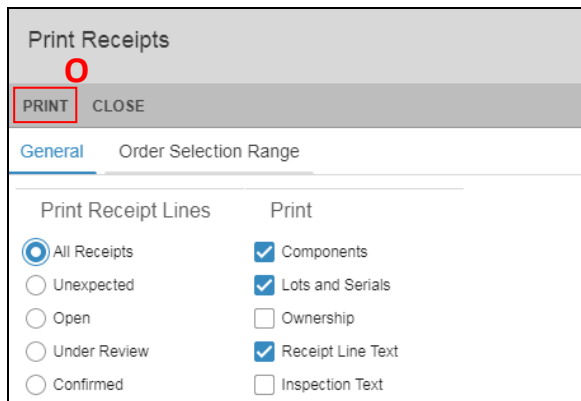 Print Receipts
O
PRINT CLOSE
General Order Selection Range
Print Receipt Lines Print
All Receipts Components
Unexpected Lots and Serials
Open Ownership
Under Review Receipt Line Text
Confirmed Inspection Text